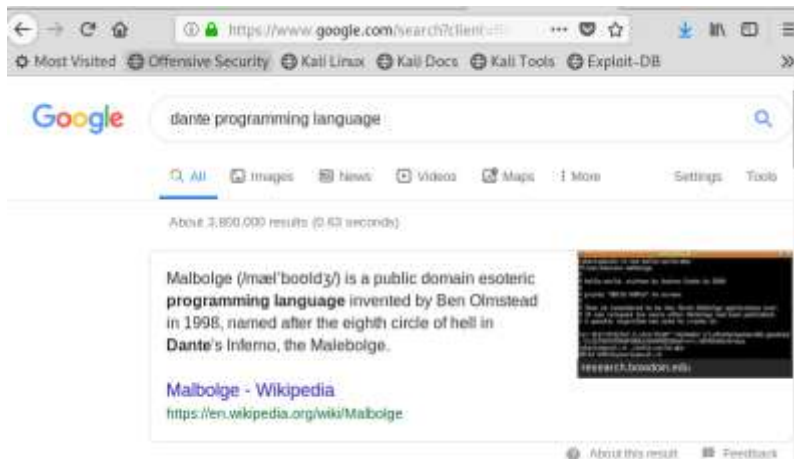 https://www.google.com/search?client=
Most Visited Offensive Security Kali Linux Kali Docs Kali Tools Exploit-DB
Google
dante programming language
All Images News Videos Maps More Settings Tools
About 3,800,000 results (0.63 seconds)
Malbolge (/mælˈboʊldʒ/) is a public domain esoteric
programming language invented by Ben Olmstead
in 1998, named after the eighth circle of hell in
Dante's Inferno, the Malebolge.
research.bowdoin.edu
Malbolge - Wikipedia
https://en.wikipedia.org/wiki/Malbolge
About this result Feedback